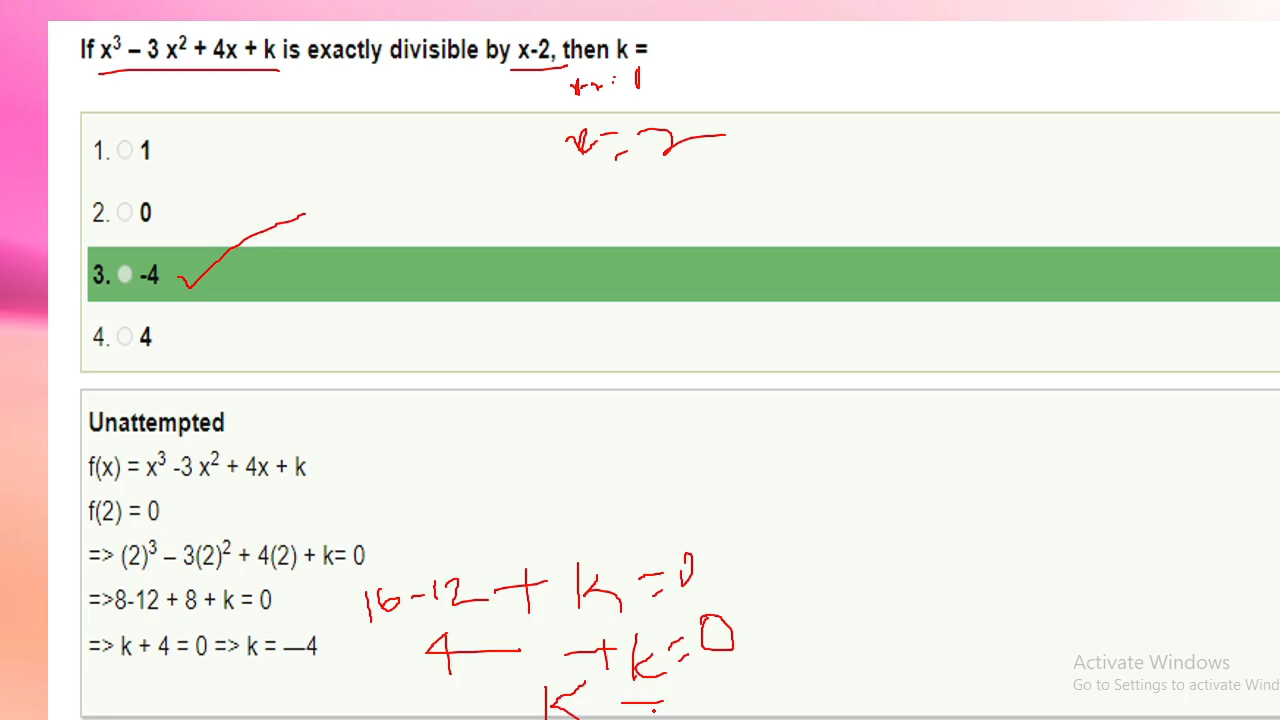 If x³ – 3 x² + 4x + k is exactly divisible by x-2, then k =
x = 2
1. 1
2. 0
3. -4
4. 4
Unattempted
f(x) = x³ -3 x² + 4x + k
f(2) = 0
=> (2)³ – 3(2)² + 4(2) + k= 0
=>8-12 + 8 + k = 0
16-12 + k = 0
=> k + 4 = 0 => k = —4
4 + k = 0
K =
Activate Windows
Go to Settings to activate Wind